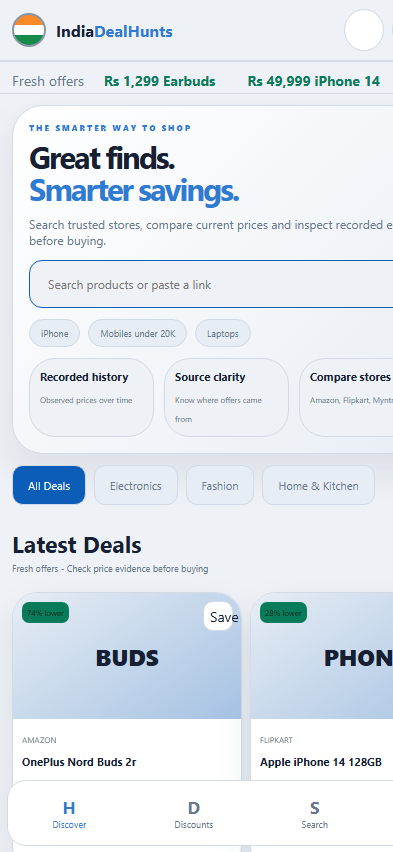 IndiaDealHunts
Fresh offers Rs 1,299 Earbuds Rs 49,999 iPhone 14
THE SMARTER WAY TO SHOP
Great finds.
Smarter savings.
Search trusted stores, compare current prices and inspect recorded
before buying.
Search products or paste a link
iPhone Mobiles under 20K Laptops
Recorded history
Observed prices over time
Source clarity
Know where offers came
from
Compare stores
Amazon, Flipkart,
All Deals Electronics Fashion Home & Kitchen
Latest Deals
Fresh offers - Check price evidence before buying
74% lower
Save
BUDS
AMAZON
OnePlus Nord Buds 2r
28% lower
PHON
FLIPKART
Apple iPhone 14 128GB
H D S
Discover Discounts Search